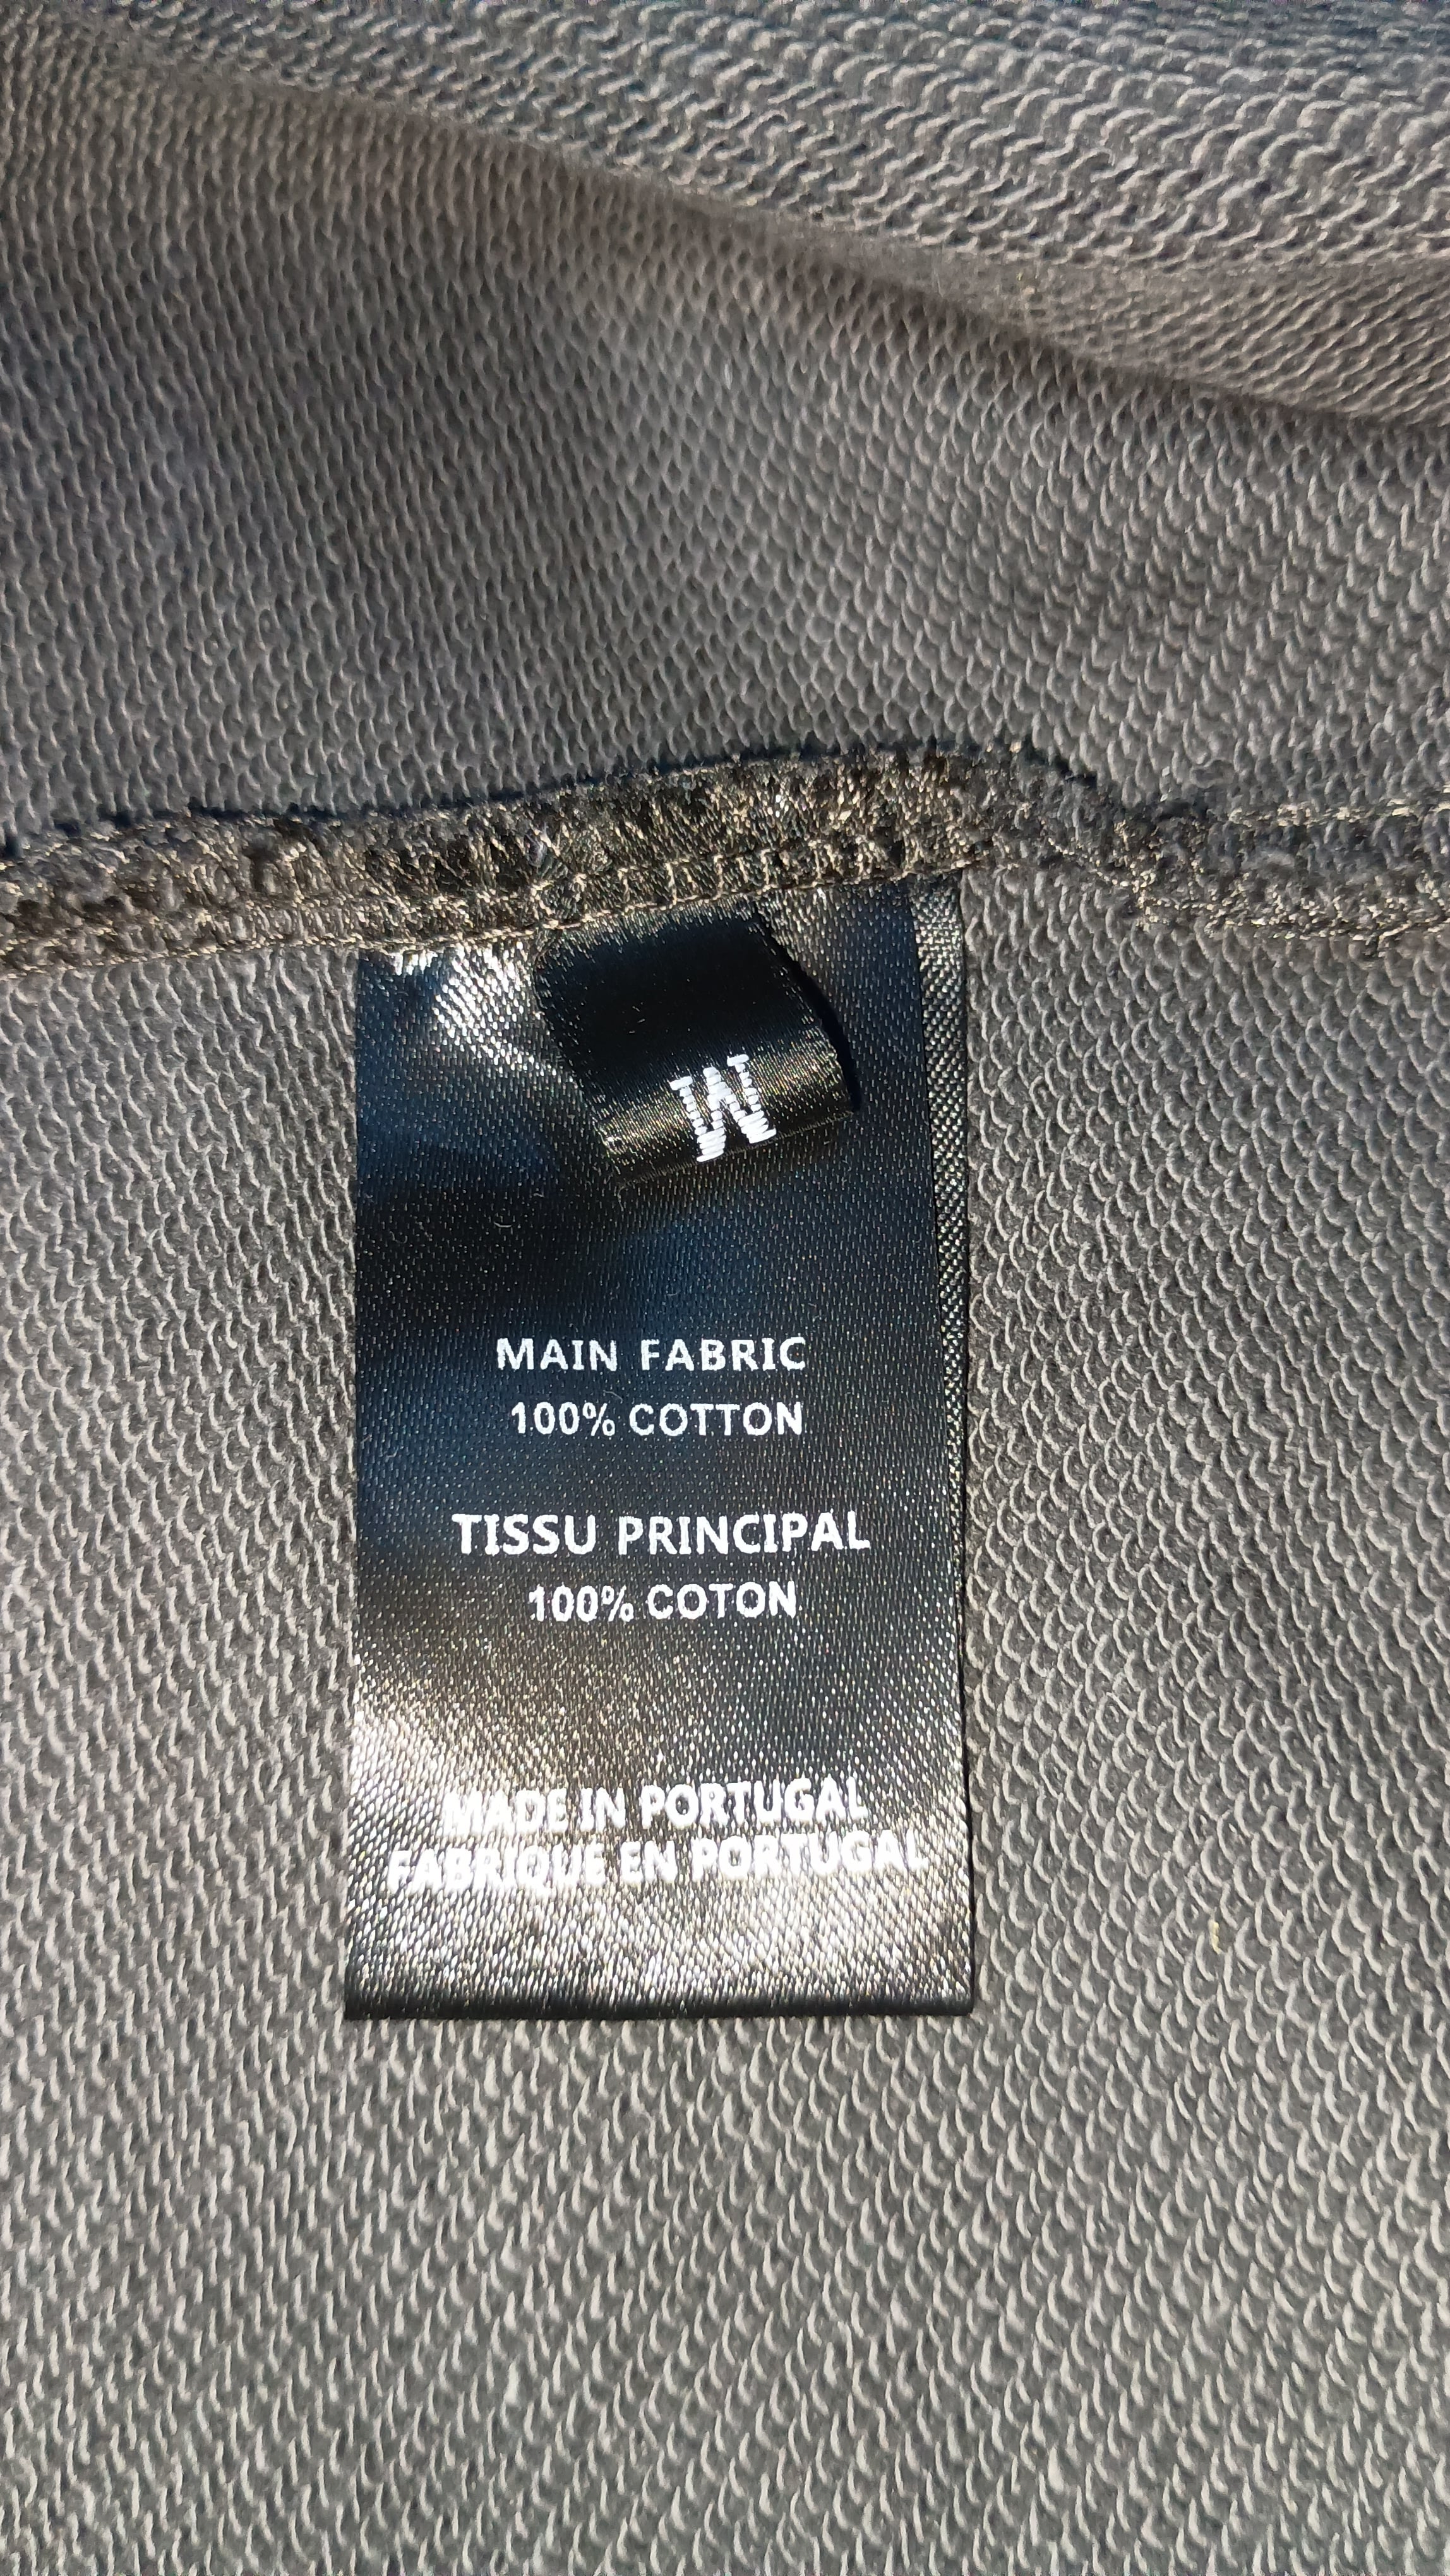 M
MAIN FABRIC
100% COTTON
TISSU PRINCIPAL
100% COTON
MADE IN PORTUGAL
FABRIQUE EN PORTUGAL